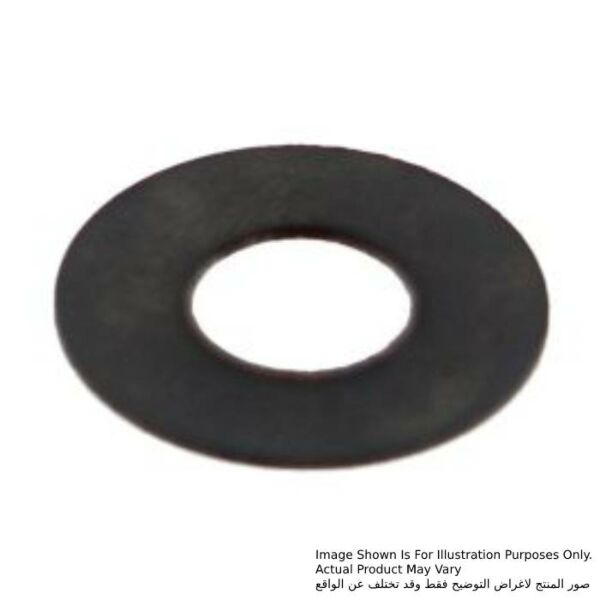 Image Shown Is For Illustration Purposes Only.
Actual Product May Vary
صور المنتج لاغراض التوضيح فقط وقد تختلف عن الواقع